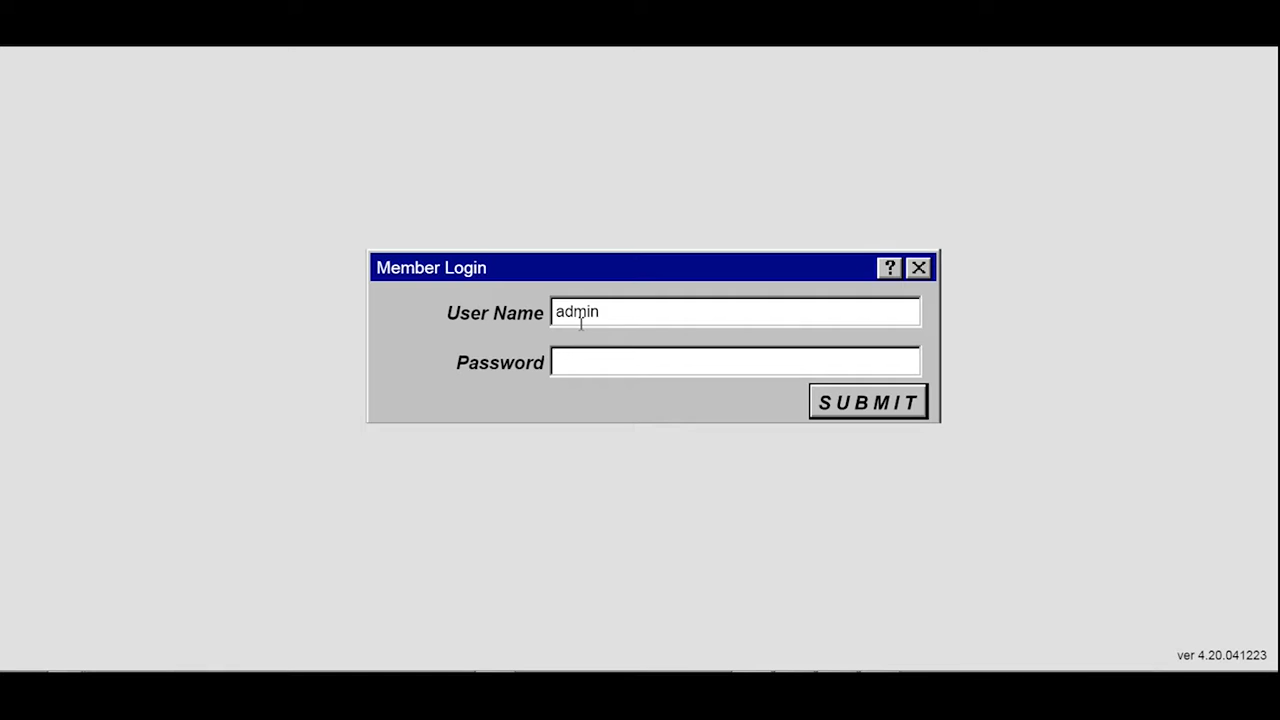 Member Login ? X
User Name admin
Password
SUBMIT
ver 4.20.041223